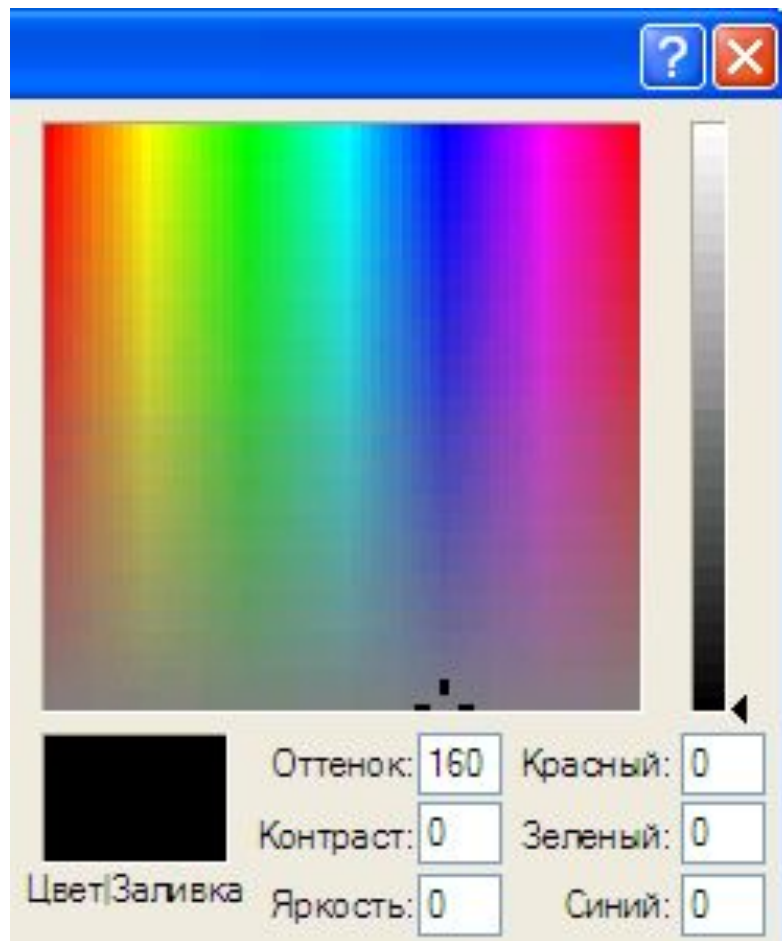 ?
Оттенок: 160 Красный: 0
Контраст: 0 Зеленый: 0
Цвет|Заливка Яркость: 0 Синий: 0